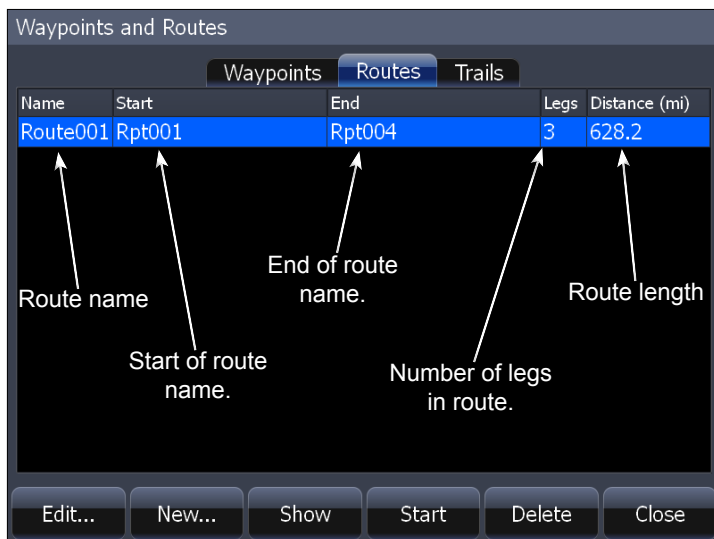 Waypoints and Routes
Waypoints Routes Trails
Name Start End Legs Distance (mi)
Route001 Rpt001 Rpt004 3 628.2
End of route
name.
Route name
Route length
Start of route
name.
Number of legs
in route.
Edit... New... Show Start Delete Close